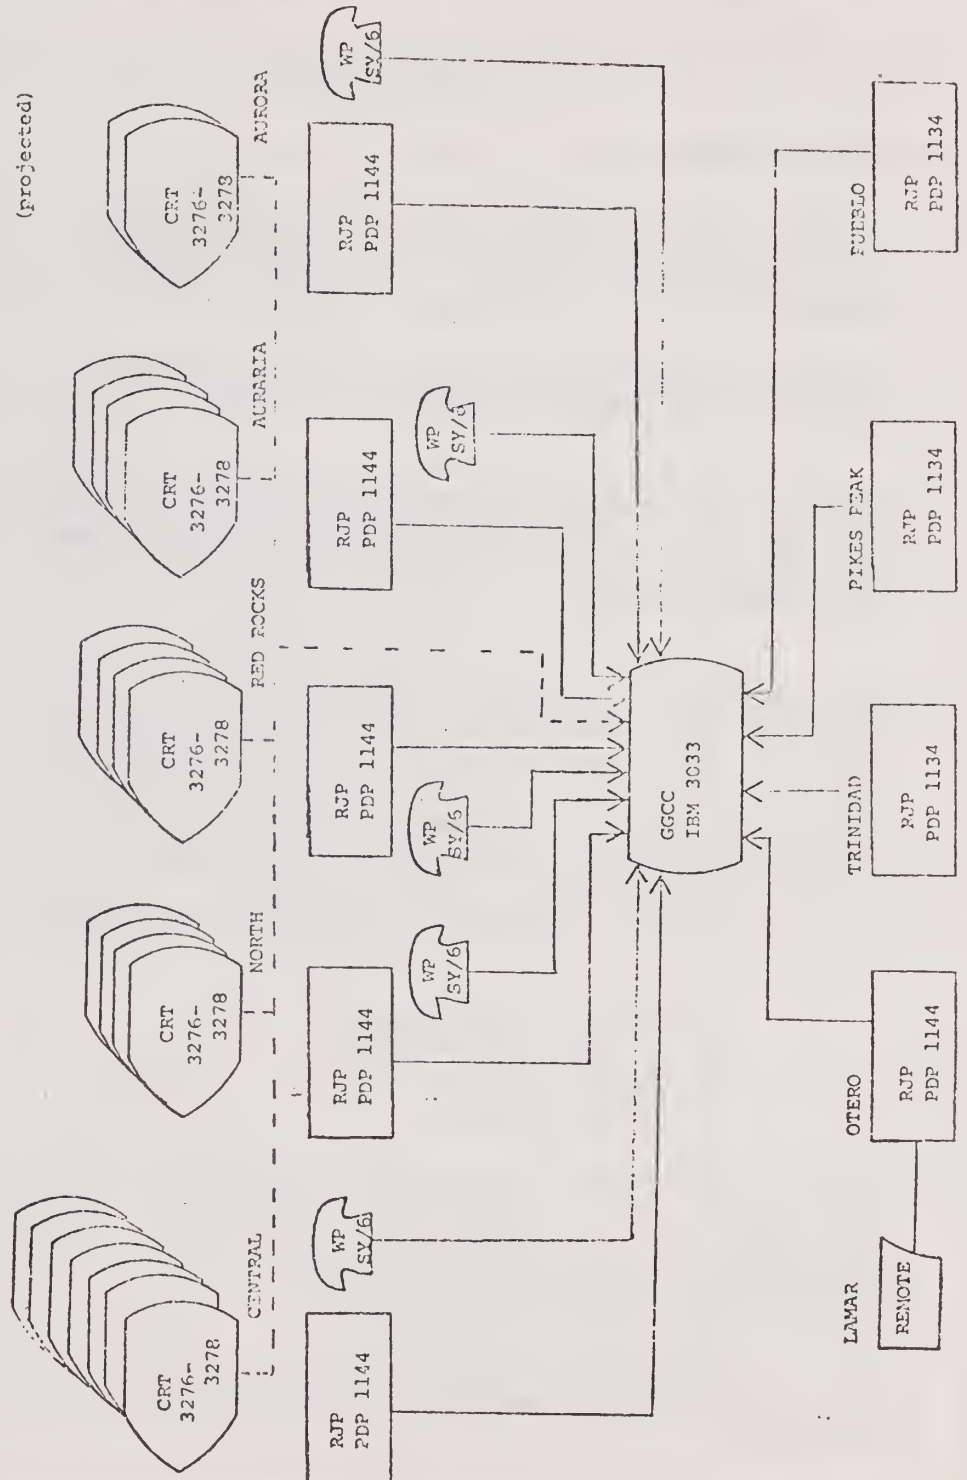 (projected)
CRT
3276-
3278
CENTRAL
CRT
3276-
3278
NORTH
CRT
3276-
3278
RED ROCKS
CRT
3276-
3278
AURARIA
CRT
3276-
3278
AURORA
RJP
PDP 1144
WP
SY/6
RJP
PDP 1144
WP
SY/6
WP
SY/6
RJP
PDP 1144
RJP
PDP 1144
WP
SY/6
RJP
PDP 1144
WP
SY/6
GGCC
IBM 3033
LAMAR
REMOTE
OTERO
RJP
PDP 1144
TRINIDAD
RJP
PDP 1134
PIKES PEAK
RJP
PDP 1134
PUEBLO
RJP
PDP 1134